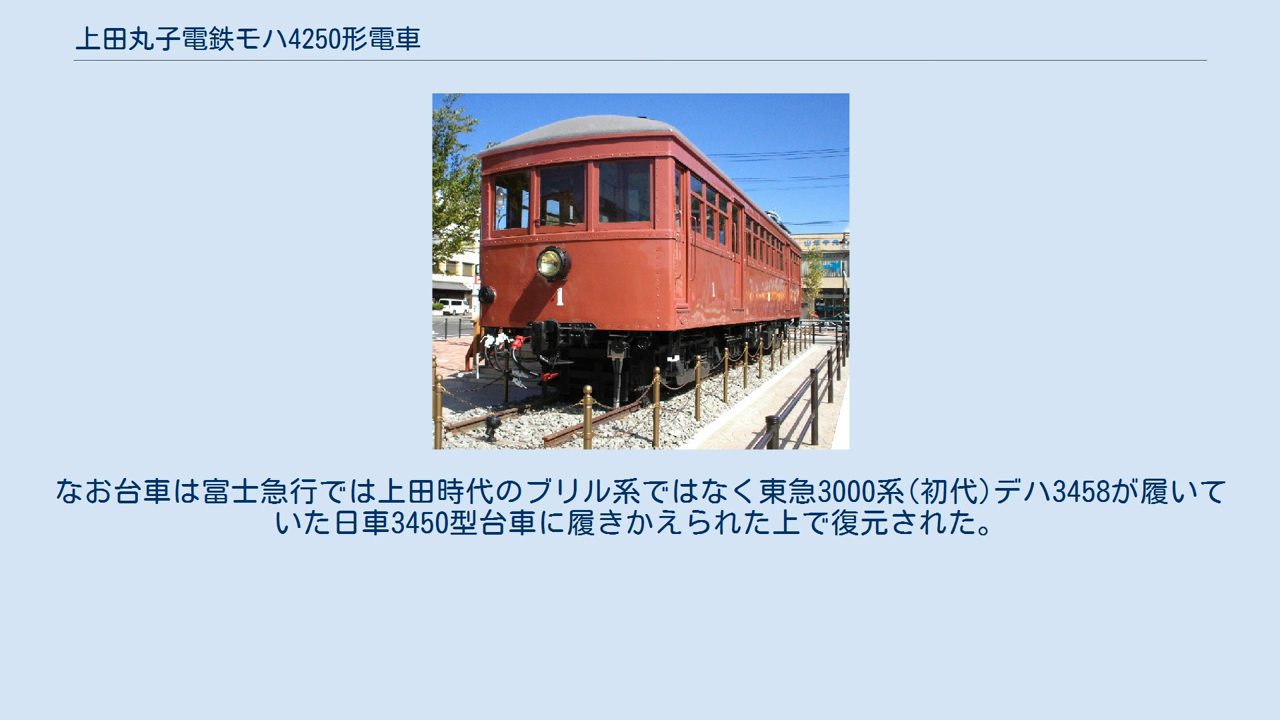 上田丸子電鉄モハ4250形電車
1
1
なお台車は富士急行では上田時代のブリル系ではなく東急3000系(初代)デハ3458が履いて
いた日車3450型台車に履きかえられた上で復元された。